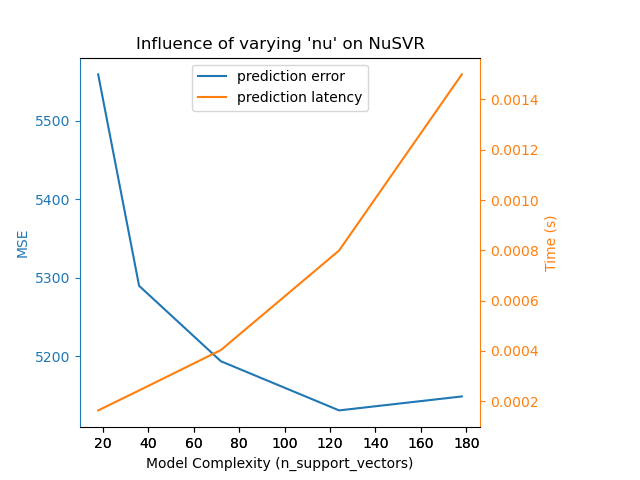 Influence of varying 'nu' on NuSVR
prediction error
prediction latency
MSE
5500
5400
5300
5200
0.0014
0.0012
0.0010
0.0008
0.0006
0.0004
0.0002
Time (s)
20 40 60 80 100 120 140 160 180
Model Complexity (n_support_vectors)